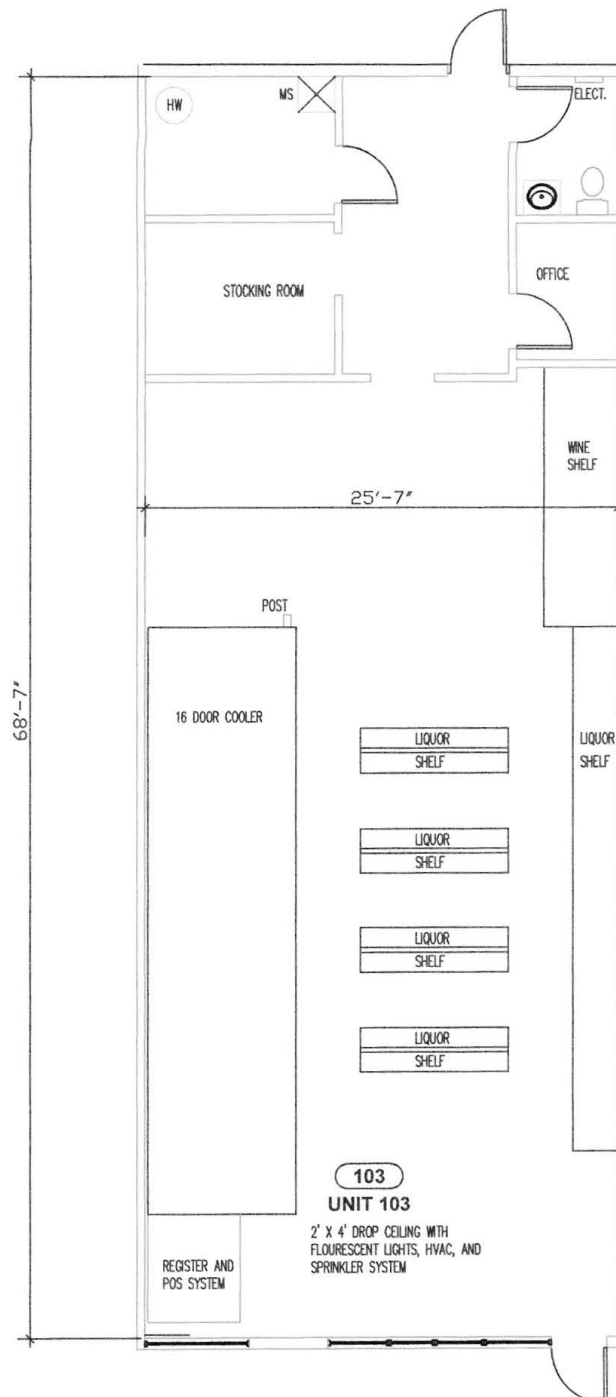 HW
MS
ELECT.
STOCKING ROOM
OFFICE
WINE
SHELF
25'-7"
POST
68'-7"
16 DOOR COOLER
LIQUOR
SHELF
LIQUOR
SHELF
LIQUOR
SHELF
LIQUOR
SHELF
LIQUOR
SHELF
103
UNIT 103
2' X 4' DROP CEILING WITH
FLOURESCENT LIGHTS, HVAC, AND
SPRINKLER SYSTEM
REGISTER AND
POS SYSTEM